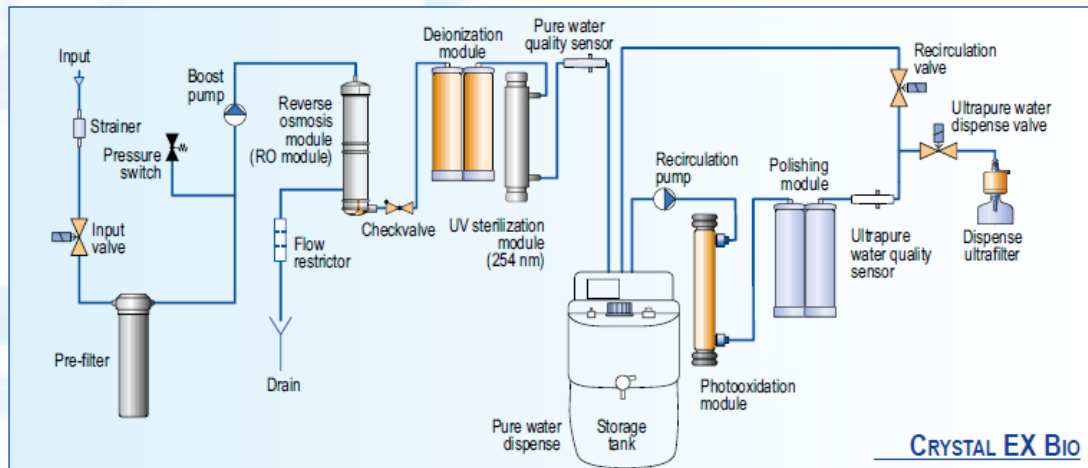 Input
Strainer
Pressure
switch
Input
valve
Pre-filter
Boost
pump
Reverse
osmosis
module
(RO module)
Flow
restrictor
Drain
Checkvalve
Deionization
module
UV sterilization
module
(254 nm)
Pure water
quality sensor
Recirculation
pump
Pure water
dispense
Storage
tank
Photooxidation
module
Polishing
module
Ultrapure
water quality
sensor
Recirculation
valve
Ultrapure water
dispense valve
Dispense
ultrafilter
CRYSTAL EX BIO